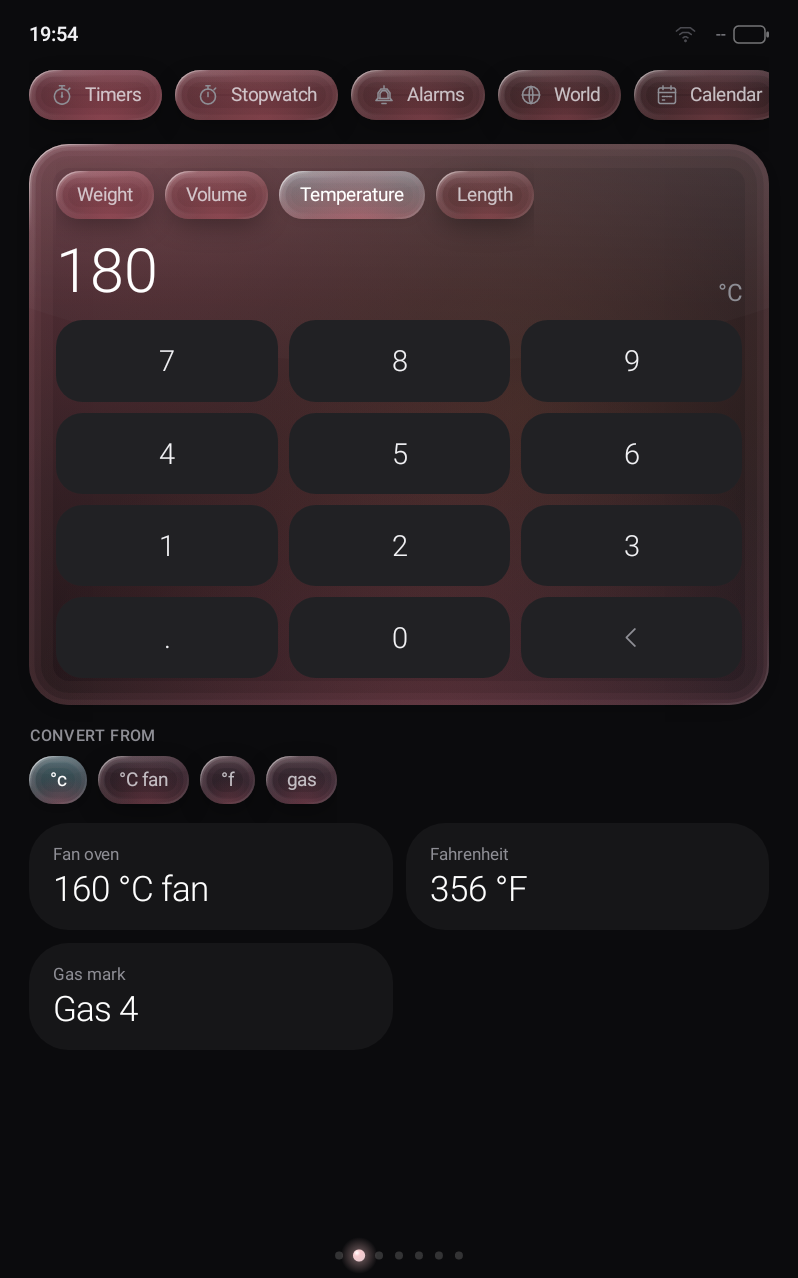 19:54
--
Timers Stopwatch Alarms World Calendar
Weight Volume Temperature Length
180
°C
7 8 9
4 5 6
1 2 3
. 0
CONVERT FROM
°c °C fan °f gas
Fan oven
160 °C fan
Fahrenheit
356 °F
Gas mark
Gas 4